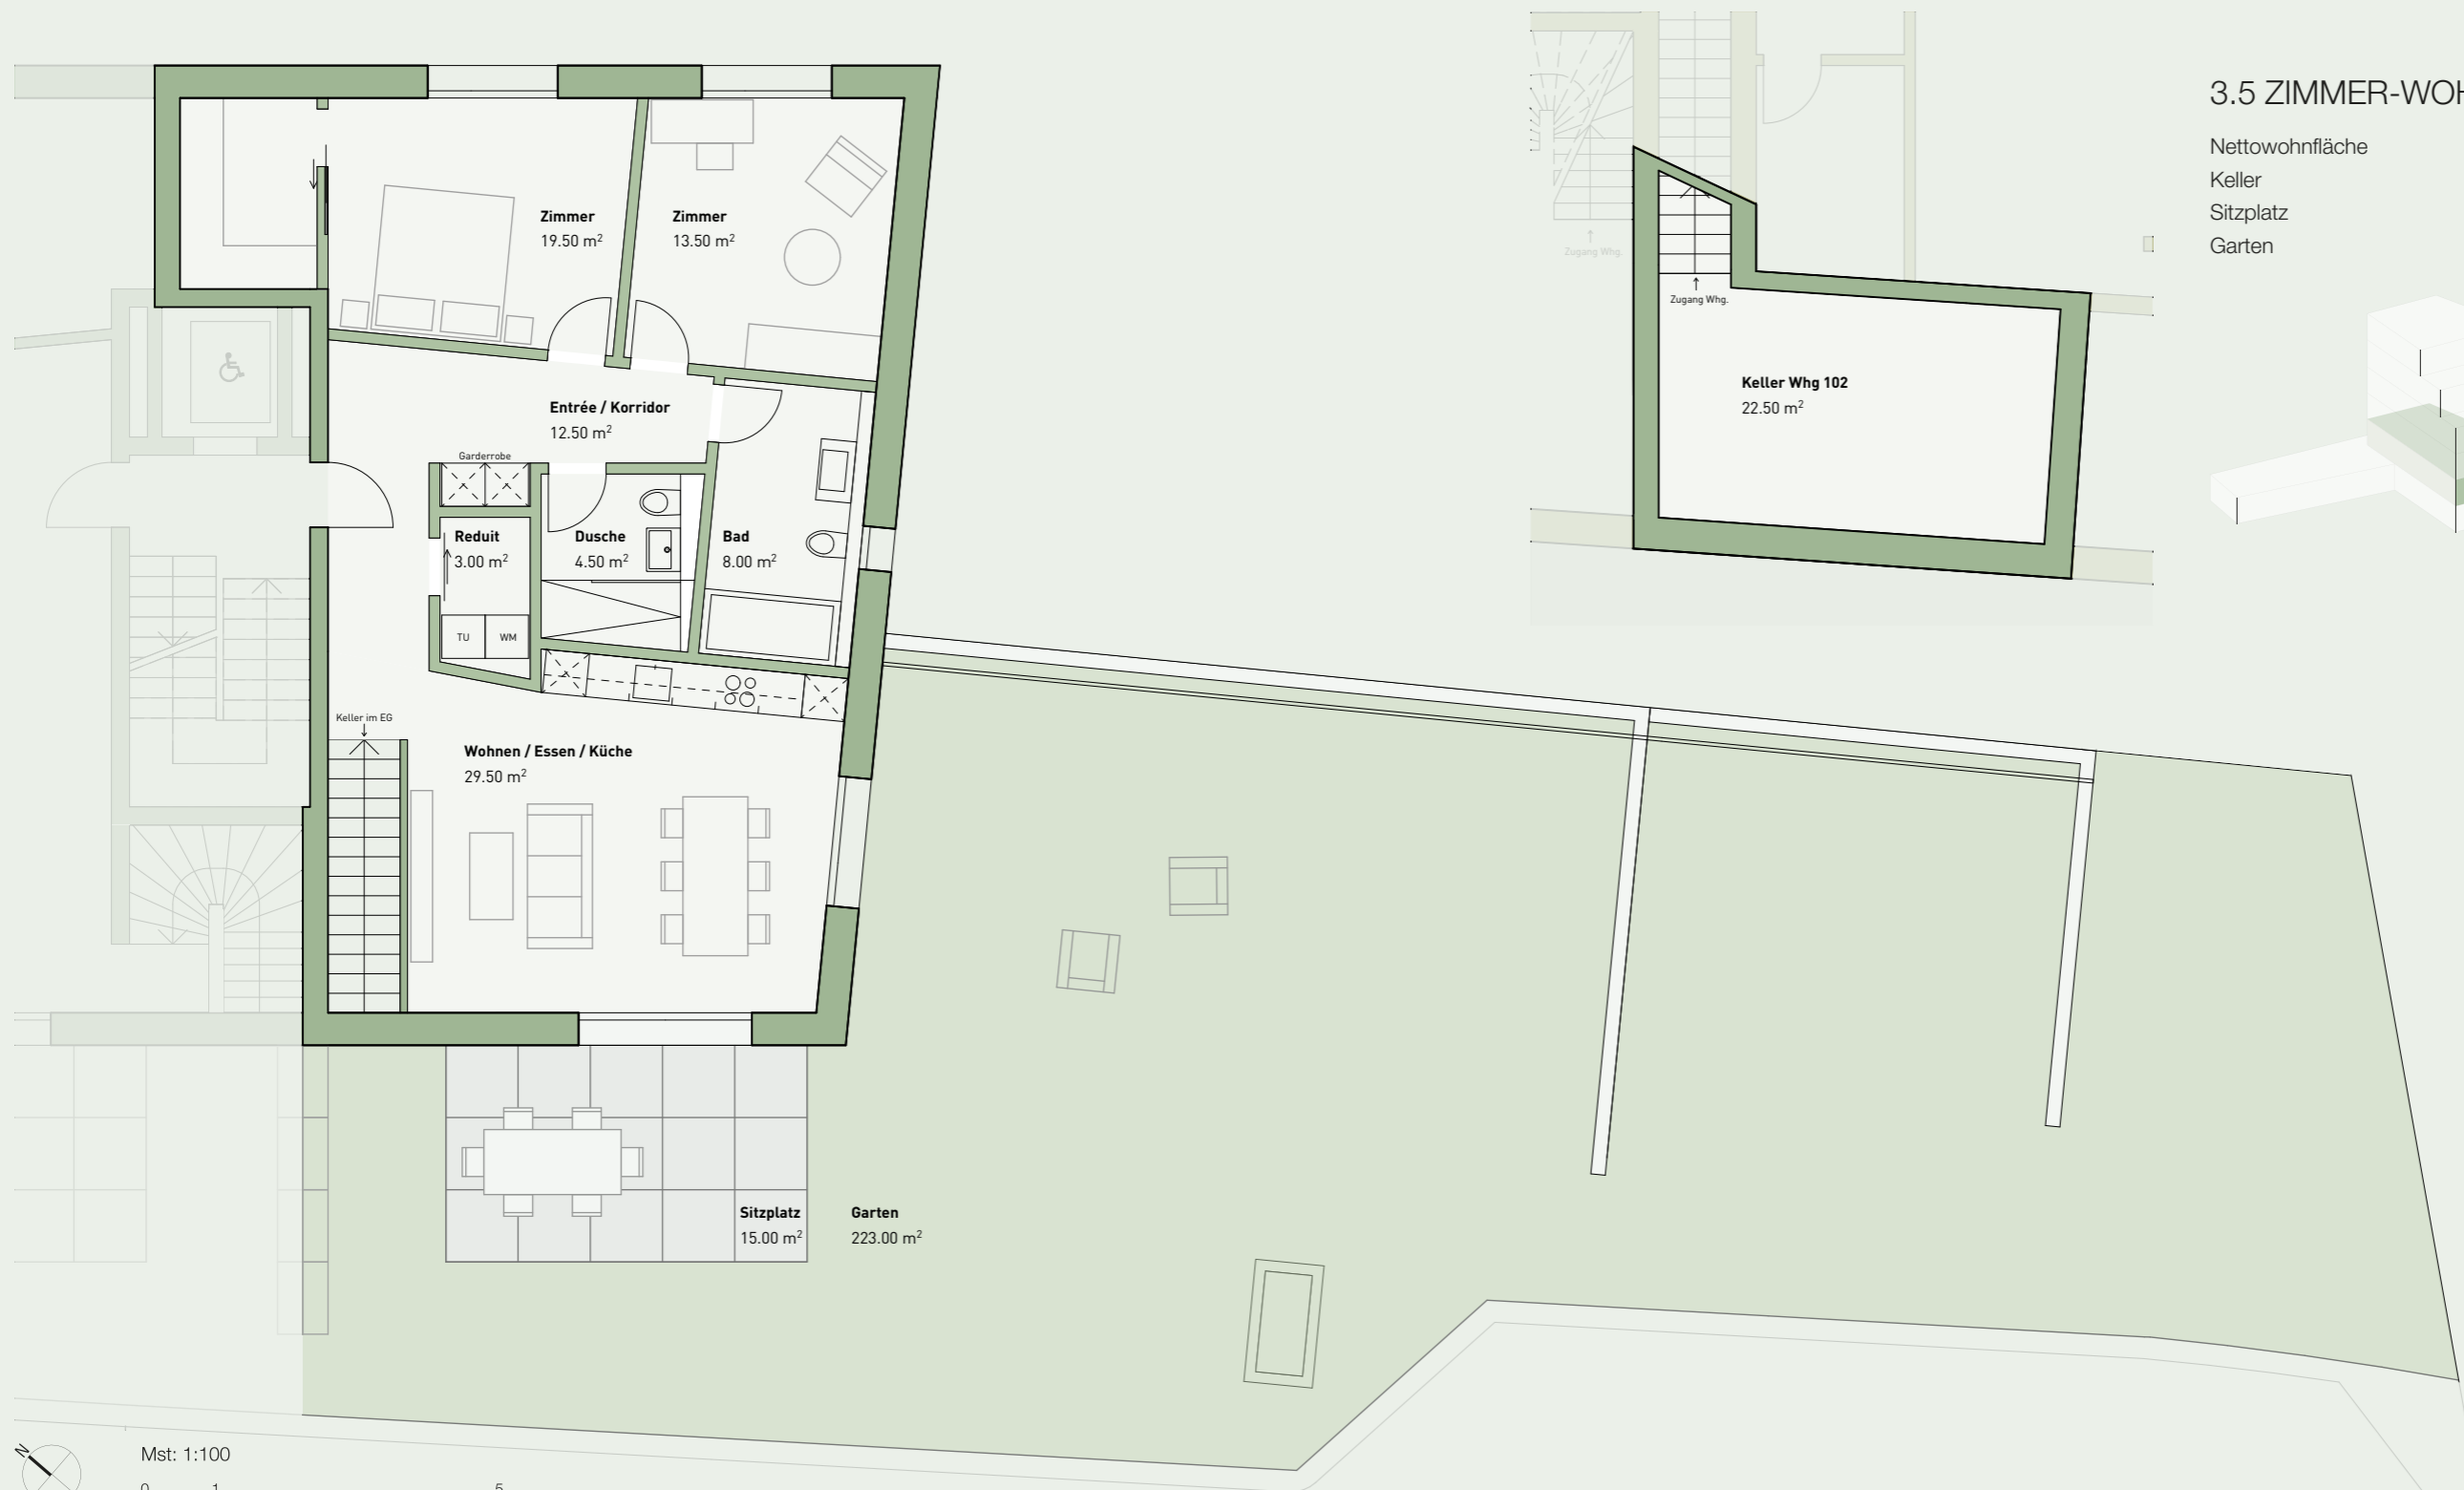 3.5 ZIMMER-WOH
Nettowohnfläche
Keller
Sitzplatz
Garten
Zugang Whg.
Zugang Whg.
Keller Whg 102
22.50 m²
Zimmer
19.50 m²
Zimmer
13.50 m²
Entrée / Korridor
12.50 m²
Garderrobe
Reduit
3.00 m²
Dusche
4.50 m²
Bad
8.00 m²
TU
WM
Keller im EG
Wohnen / Essen / Küche
29.50 m²
Sitzplatz
15.00 m²
Garten
223.00 m²
N
Mst: 1:100
0 1 5